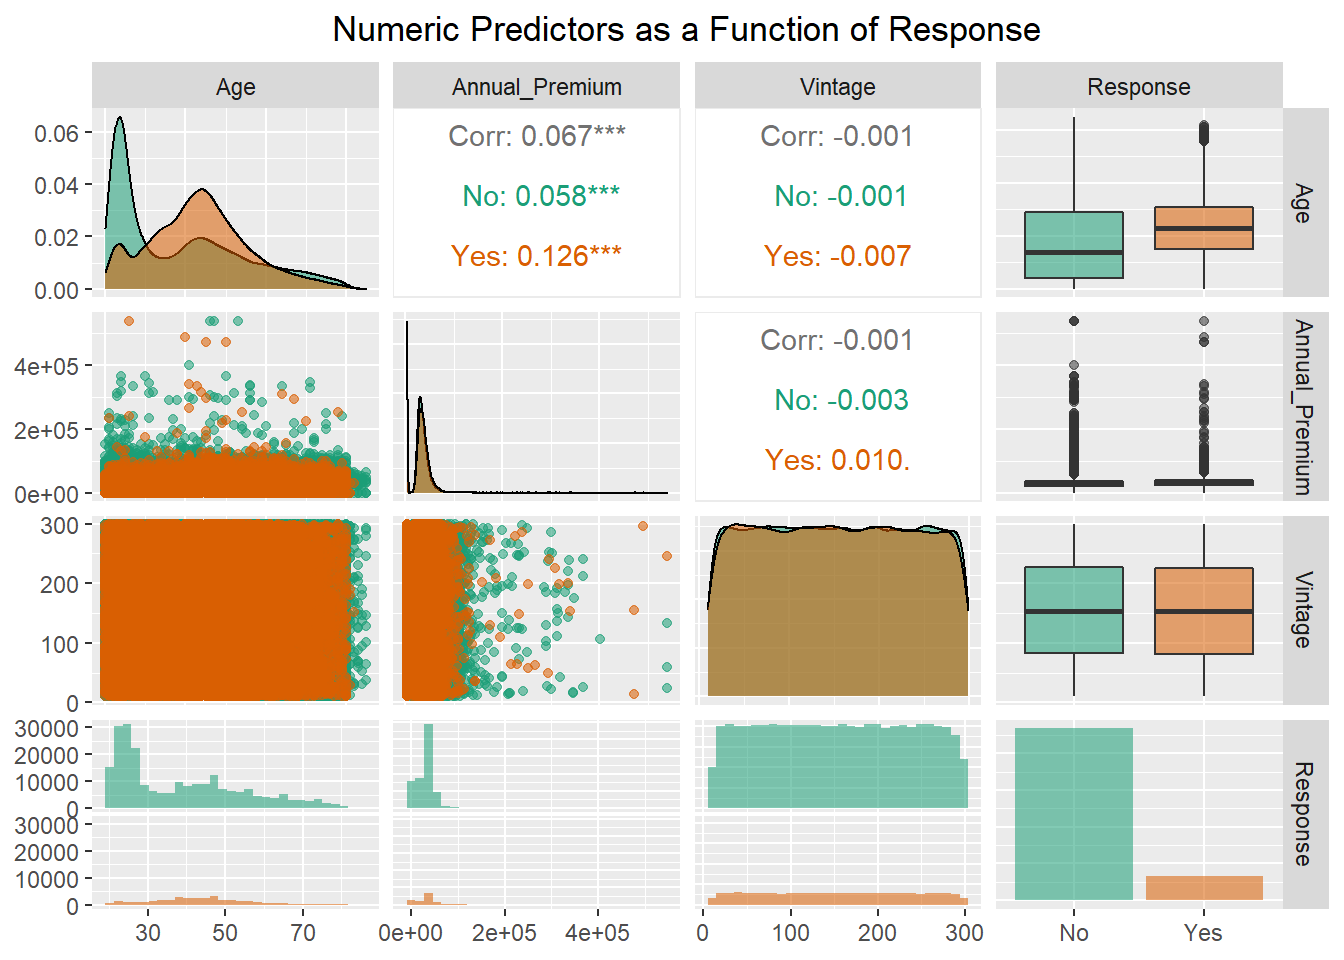 Numeric Predictors as a Function of Response
Age
Annual_Premium
Vintage
Response
0.06
0.04
0.02
0.00
Corr: 0.067***
No: 0.058***
Yes: 0.126***
Corr: -0.001
No: -0.001
Yes: -0.007
Age
4e+05
2e+05
0e+00
Corr: -0.001
No: -0.003
Yes: 0.010.
Annual_Premium
300
200
100
0
Vintage
30000
20000
10000
0
30000
20000
10000
0
Response
30
50
70
0e+00
2e+05
4e+05
0
100
200
300
No
Yes